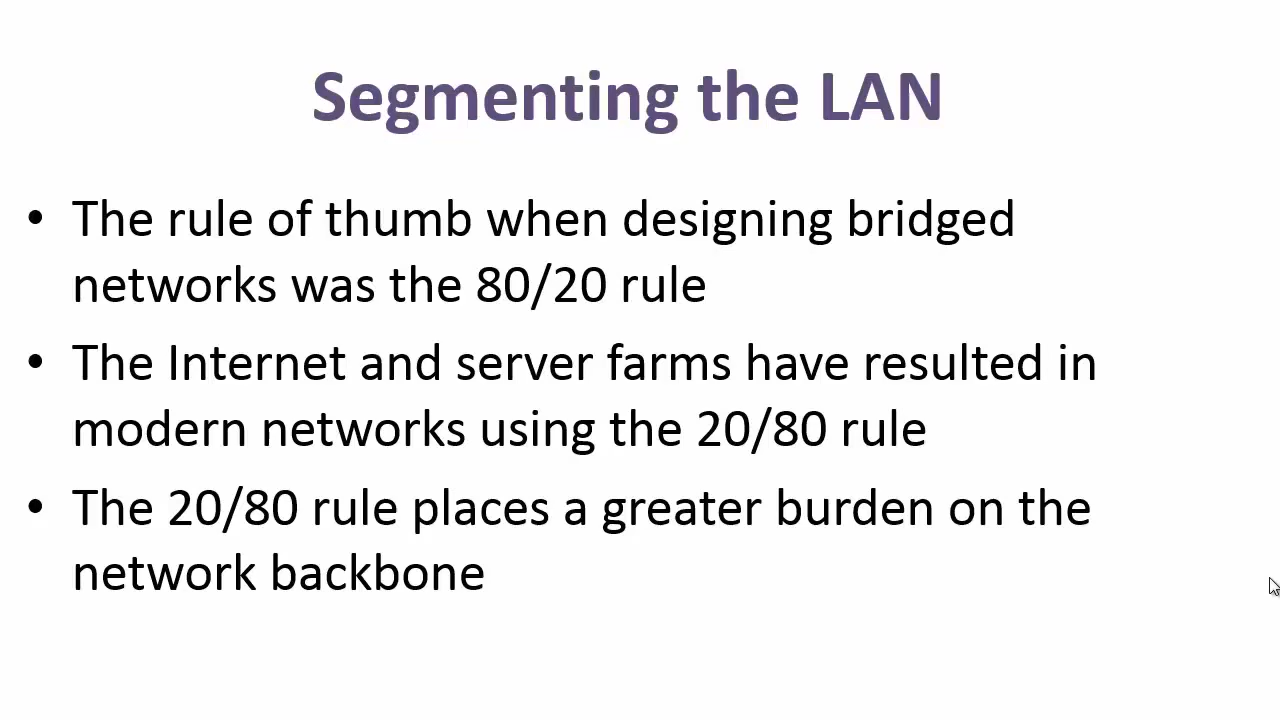 Segmenting the LAN
• The rule of thumb when designing bridged
networks was the 80/20 rule
• The Internet and server farms have resulted in
modern networks using the 20/80 rule
• The 20/80 rule places a greater burden on the
network backbone